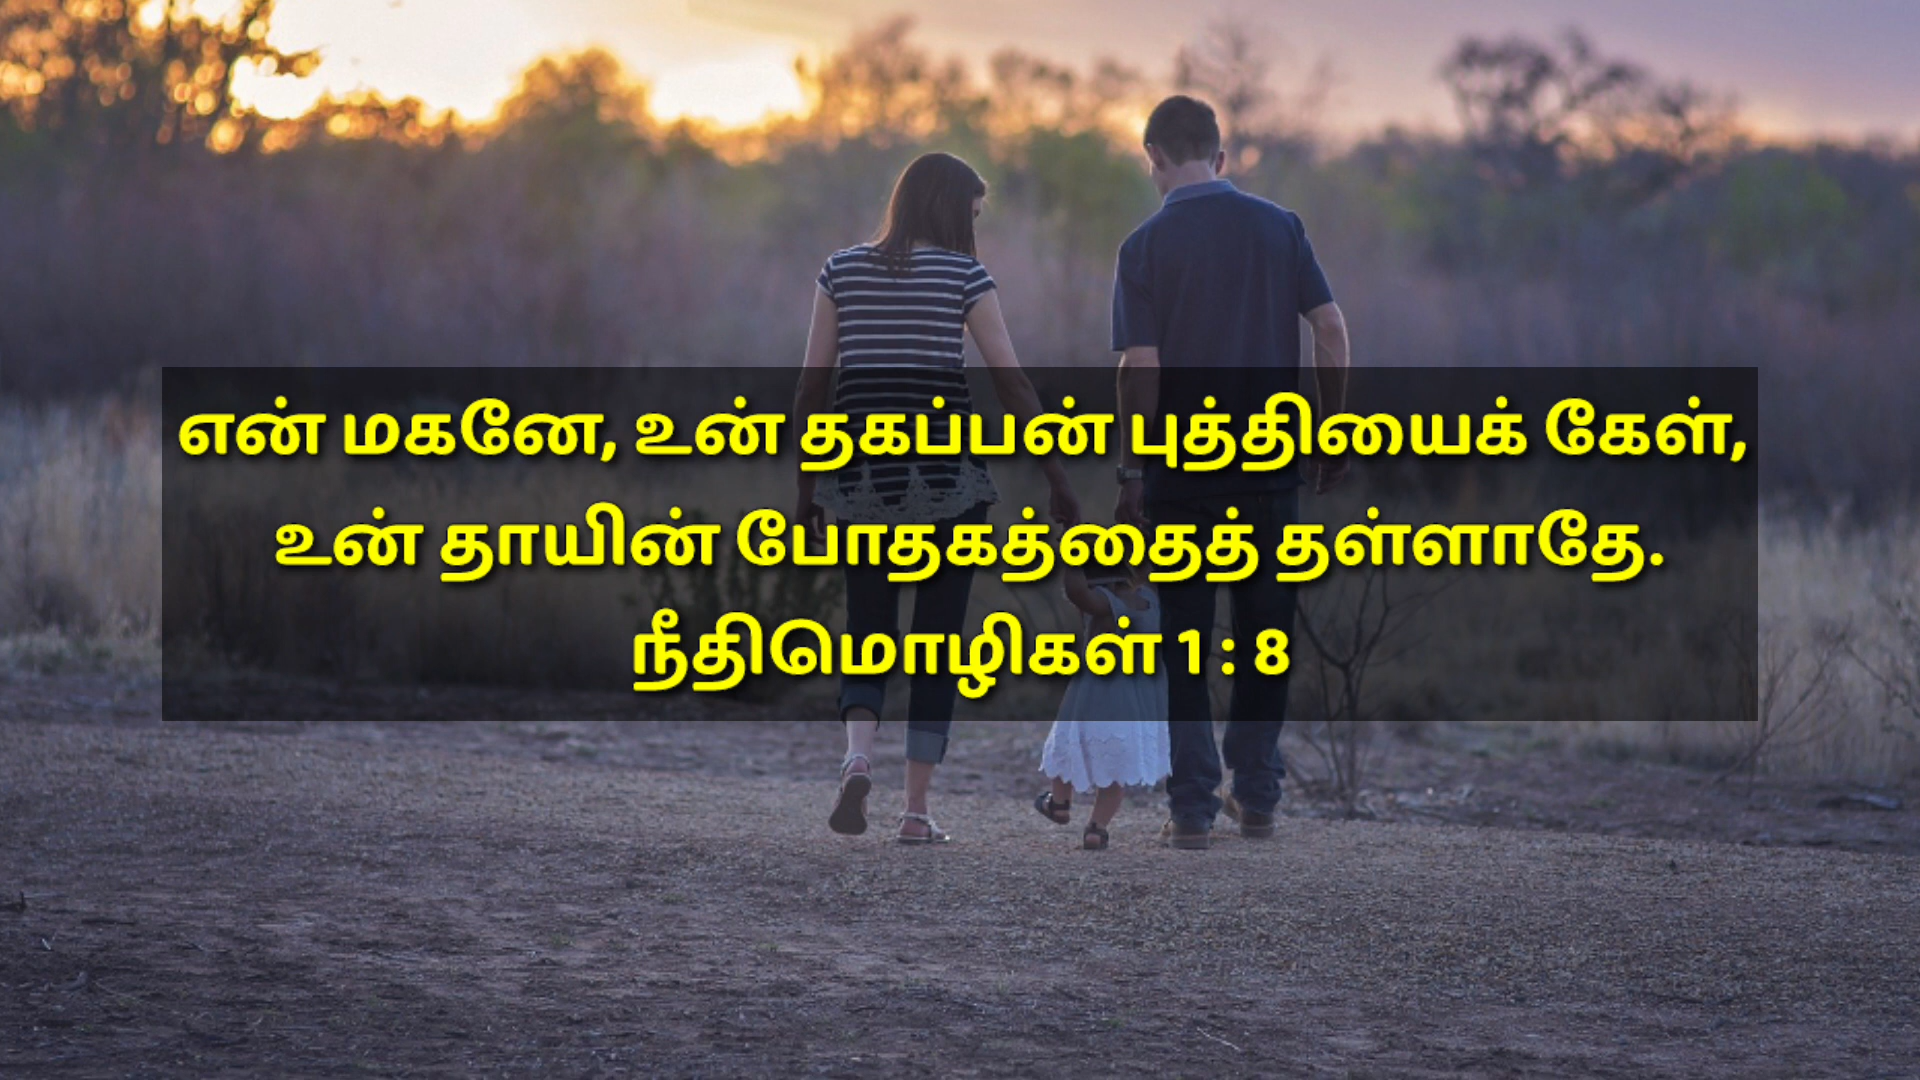 என் மகனே, உன் தகப்பன் புத்தியைக் கேள்,
உன் தாயின் போதகத்தைத் தள்ளாதே.
நீதிமொழிகள் 1 : 8